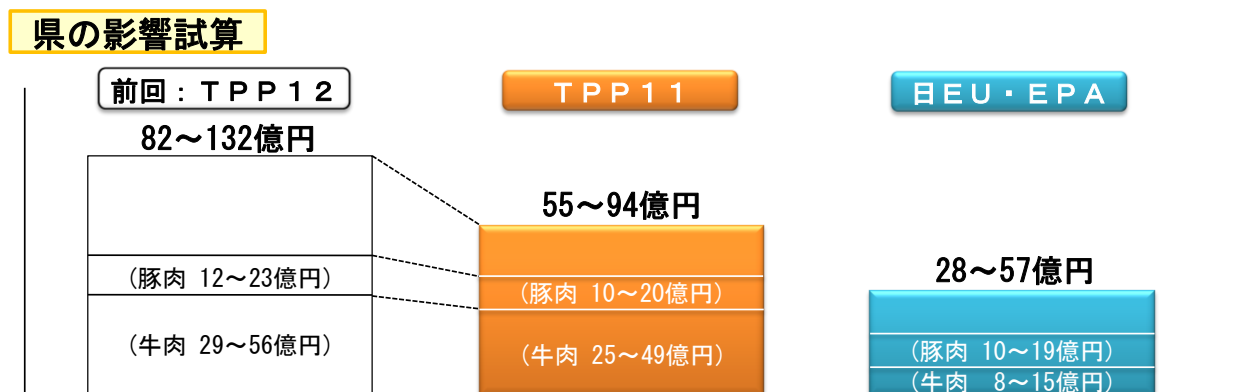 県の影響試算
前回：ＴＰＰ１２
82～132億円
（豚肉 12～23億円）
（牛肉 29～56億円）
ＴＰＰ１１
55～94億円
（豚肉 10～20億円）
（牛肉 25～49億円）
日ＥＵ・ＥＰＡ
28～57億円
（豚肉 10～19億円）
（牛肉 8～15億円）